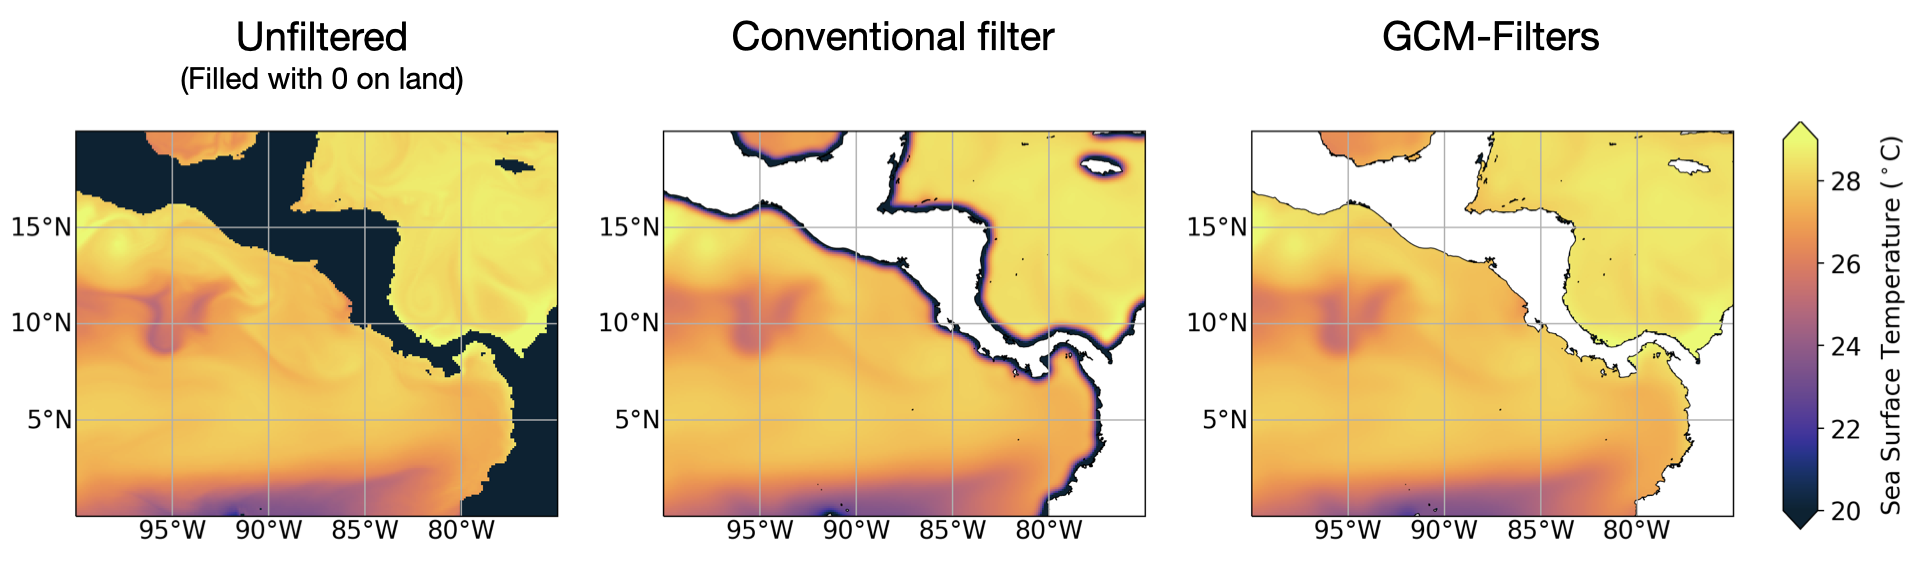 Unfiltered
(Filled with 0 on land)
Conventional filter
GCM-Filters
15°N
10°N
5°N
95°W 90°W 85°W 80°W
15°N
10°N
5°N
95°W 90°W 85°W 80°W
15°N
10°N
5°N
95°W 90°W 85°W 80°W
28
26
24
22
20
Sea Surface Temperature (°C)